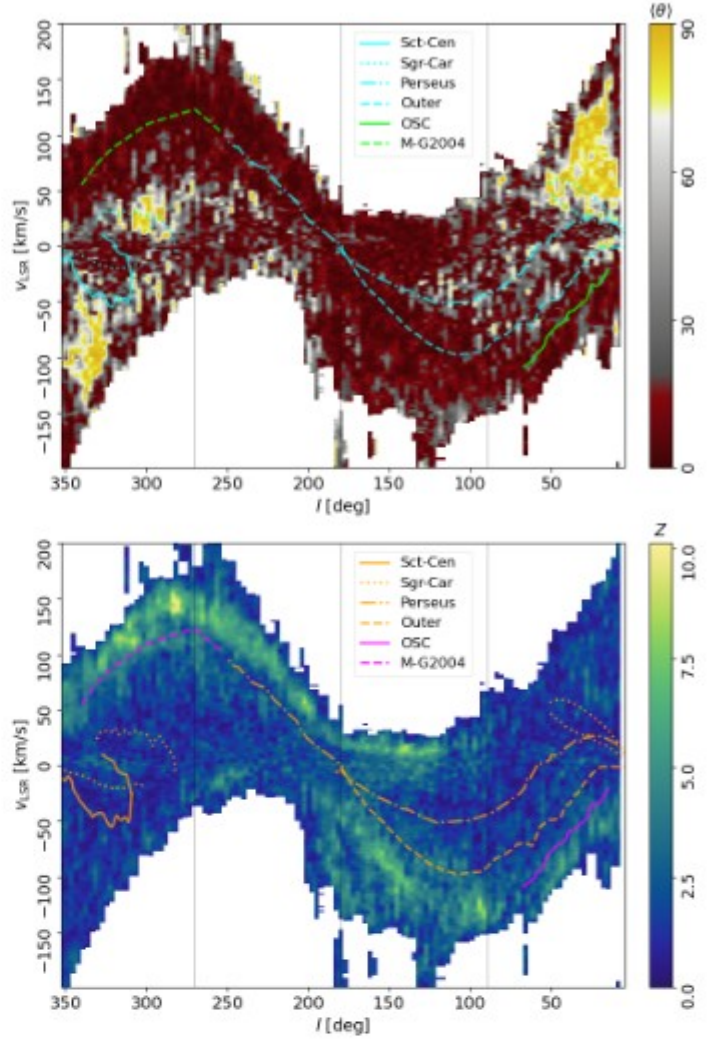 200
150
100
50
0
−50
−100
−150
v_LSR [km/s]
Sct-Cen
Sgr-Car
Perseus
Outer
OSC
M-G2004
⟨θ⟩
90
60
30
0
350 300 250 200 150 100 50
l [deg]
200
150
100
50
0
−50
−100
−150
v_LSR [km/s]
Sct-Cen
Sgr-Car
Perseus
Outer
OSC
M-G2004
Z
10.0
7.5
5.0
2.5
0.0
350 300 250 200 150 100 50
l [deg]